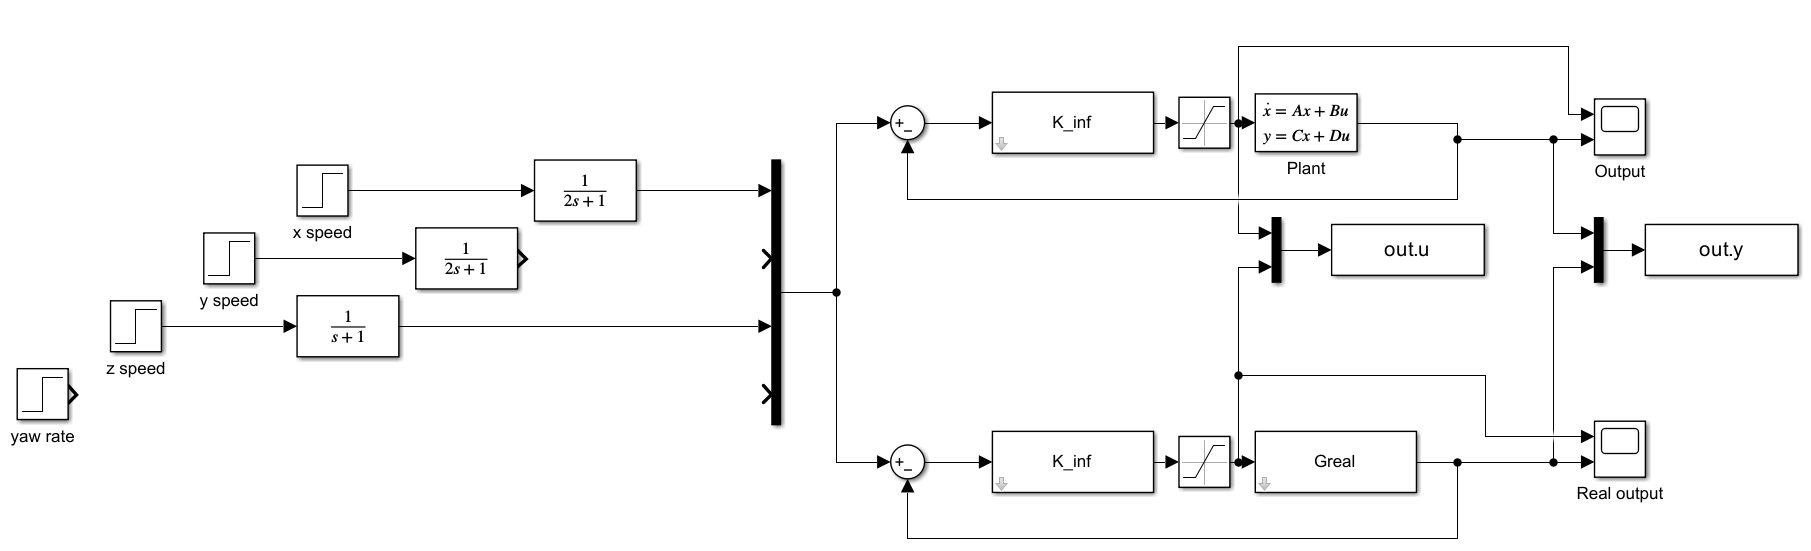 K_inf
ẋ = Ax + Bu
y = Cx + Du
Plant
Output
1
2s + 1
x speed
1
2s + 1
y speed
1
s + 1
z speed
yaw rate
out.u
out.y
K_inf
Greal
Real output
+_
+_